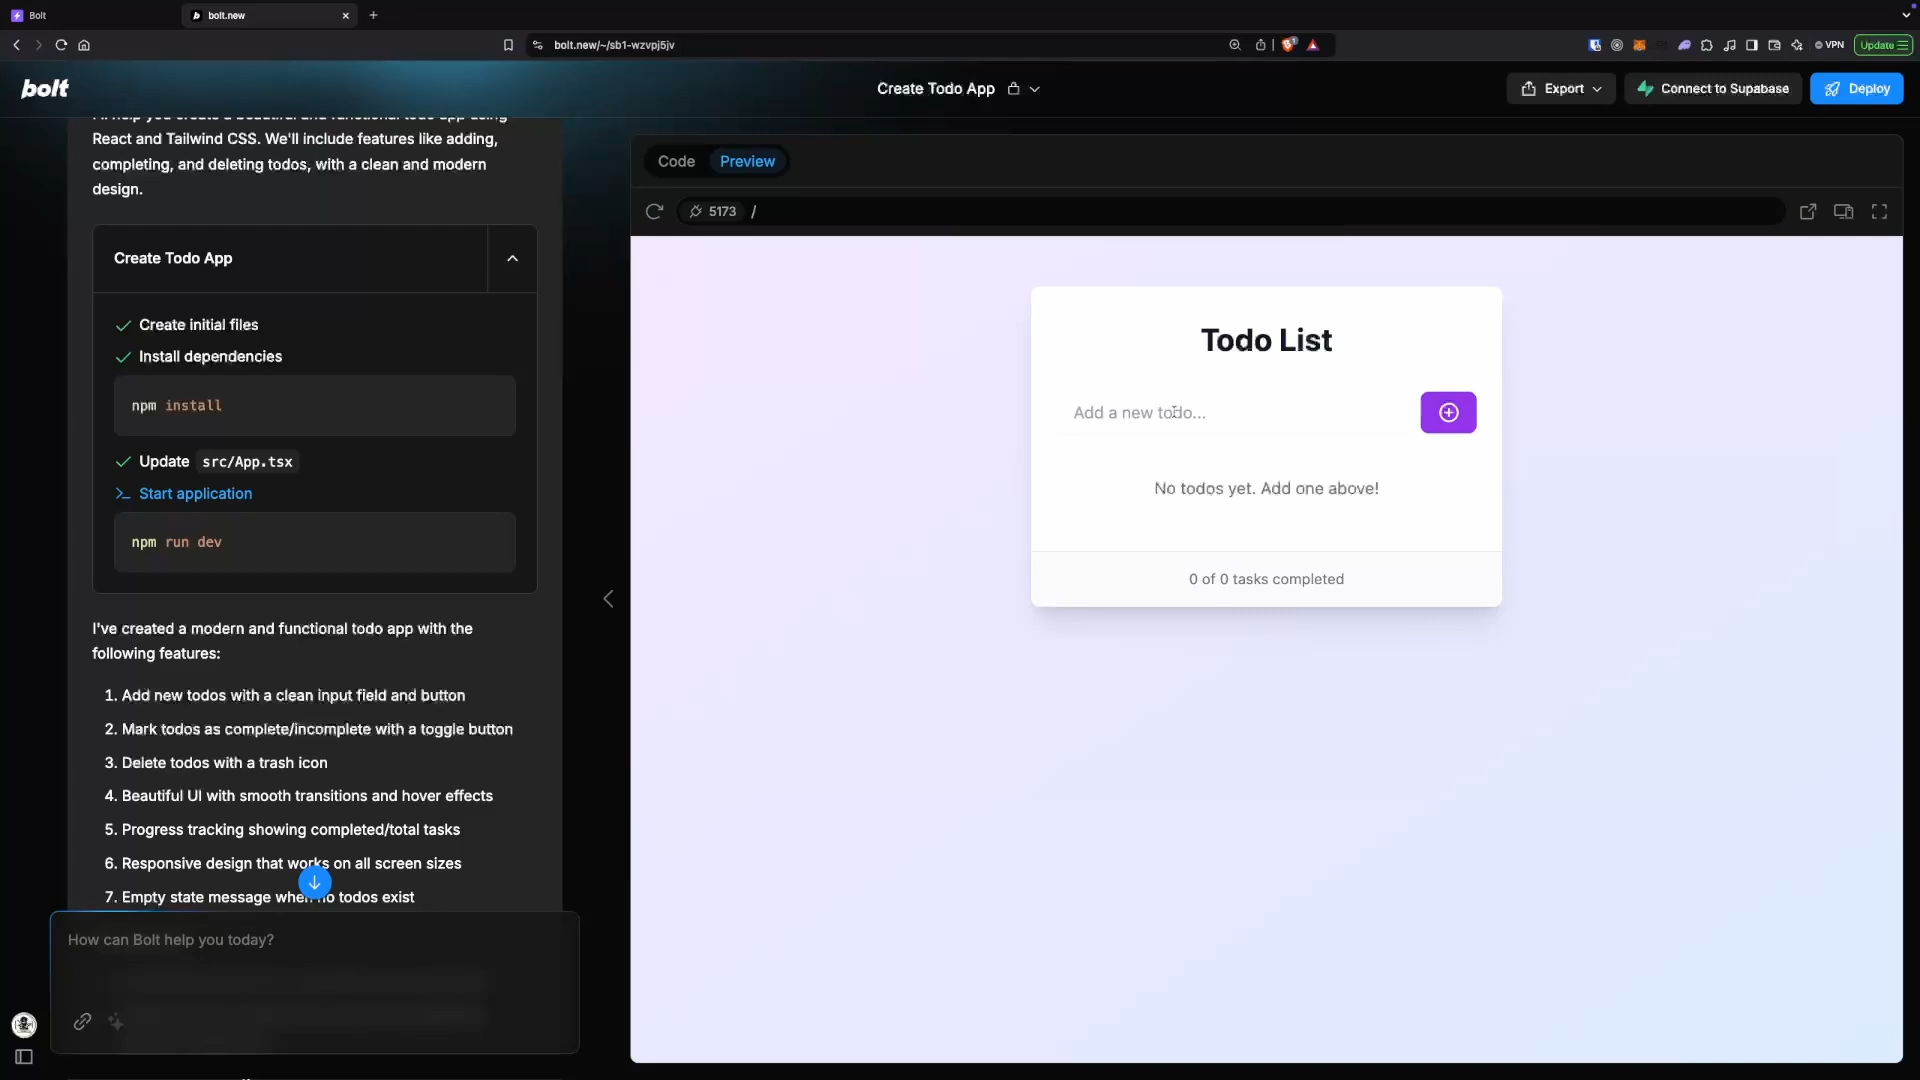 Bolt
bolt.new
bolt.new/~/sb1-wzvpj5jv
VPN
Update
bolt
Create Todo App
Export
Connect to Supabase
Deploy
React and Tailwind CSS. We'll include features like adding,
completing, and deleting todos, with a clean and modern
design.
Create Todo App
Create initial files
Install dependencies
npm install
Update src/App.tsx
Start application
npm run dev
I've created a modern and functional todo app with the
following features:
1. Add new todos with a clean input field and button
2. Mark todos as complete/incomplete with a toggle button
3. Delete todos with a trash icon
4. Beautiful UI with smooth transitions and hover effects
5. Progress tracking showing completed/total tasks
6. Responsive design that works on all screen sizes
7. Empty state message when no todos exist
How can Bolt help you today?
Code
Preview
5173 /
Todo List
Add a new todo...
No todos yet. Add one above!
0 of 0 tasks completed